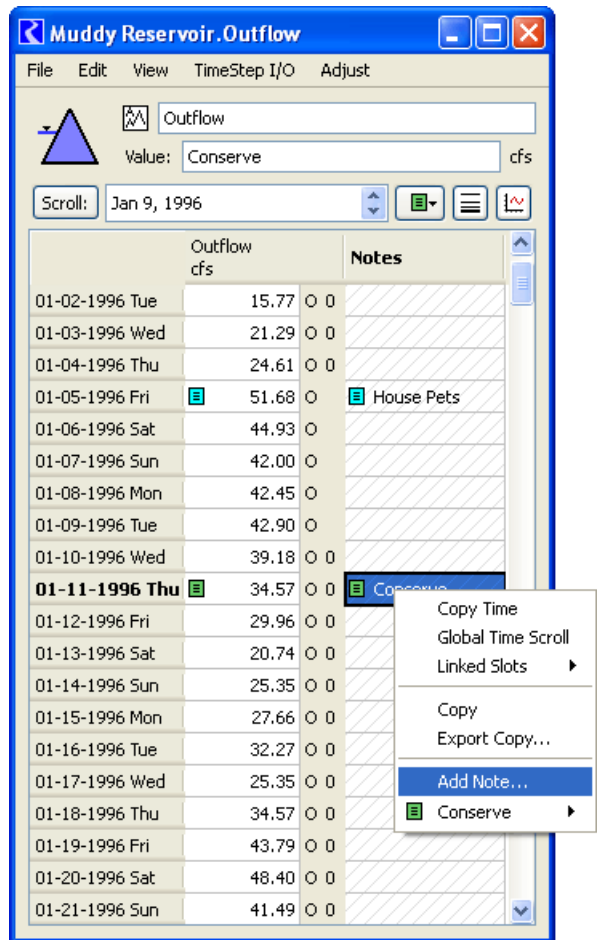 Muddy Reservoir.Outflow
File Edit View TimeStep I/O Adjust
Outflow
Value: Conserve cfs
Scroll: Jan 9, 1996
Outflow
cfs Notes
01-02-1996 Tue 15.77 O 0
01-03-1996 Wed 21.29 O 0
01-04-1996 Thu 24.61 O 0
01-05-1996 Fri 51.68 O House Pets
01-06-1996 Sat 44.93 O
01-07-1996 Sun 42.00 O
01-08-1996 Mon 42.45 O
01-09-1996 Tue 42.90 O
01-10-1996 Wed 39.18 O 0
01-11-1996 Thu 34.57 O 0 Conserve
01-12-1996 Fri 29.96 O 0
01-13-1996 Sat 20.74 O 0
01-14-1996 Sun 25.35 O 0
01-15-1996 Mon 27.66 O 0
01-16-1996 Tue 32.27 O 0
01-17-1996 Wed 25.35 O 0
01-18-1996 Thu 34.57 O 0
01-19-1996 Fri 43.79 O 0
01-20-1996 Sat 48.40 O 0
01-21-1996 Sun 41.49 O 0
Copy Time
Global Time Scroll
Linked Slots
Copy
Export Copy...
Add Note...
Conserve